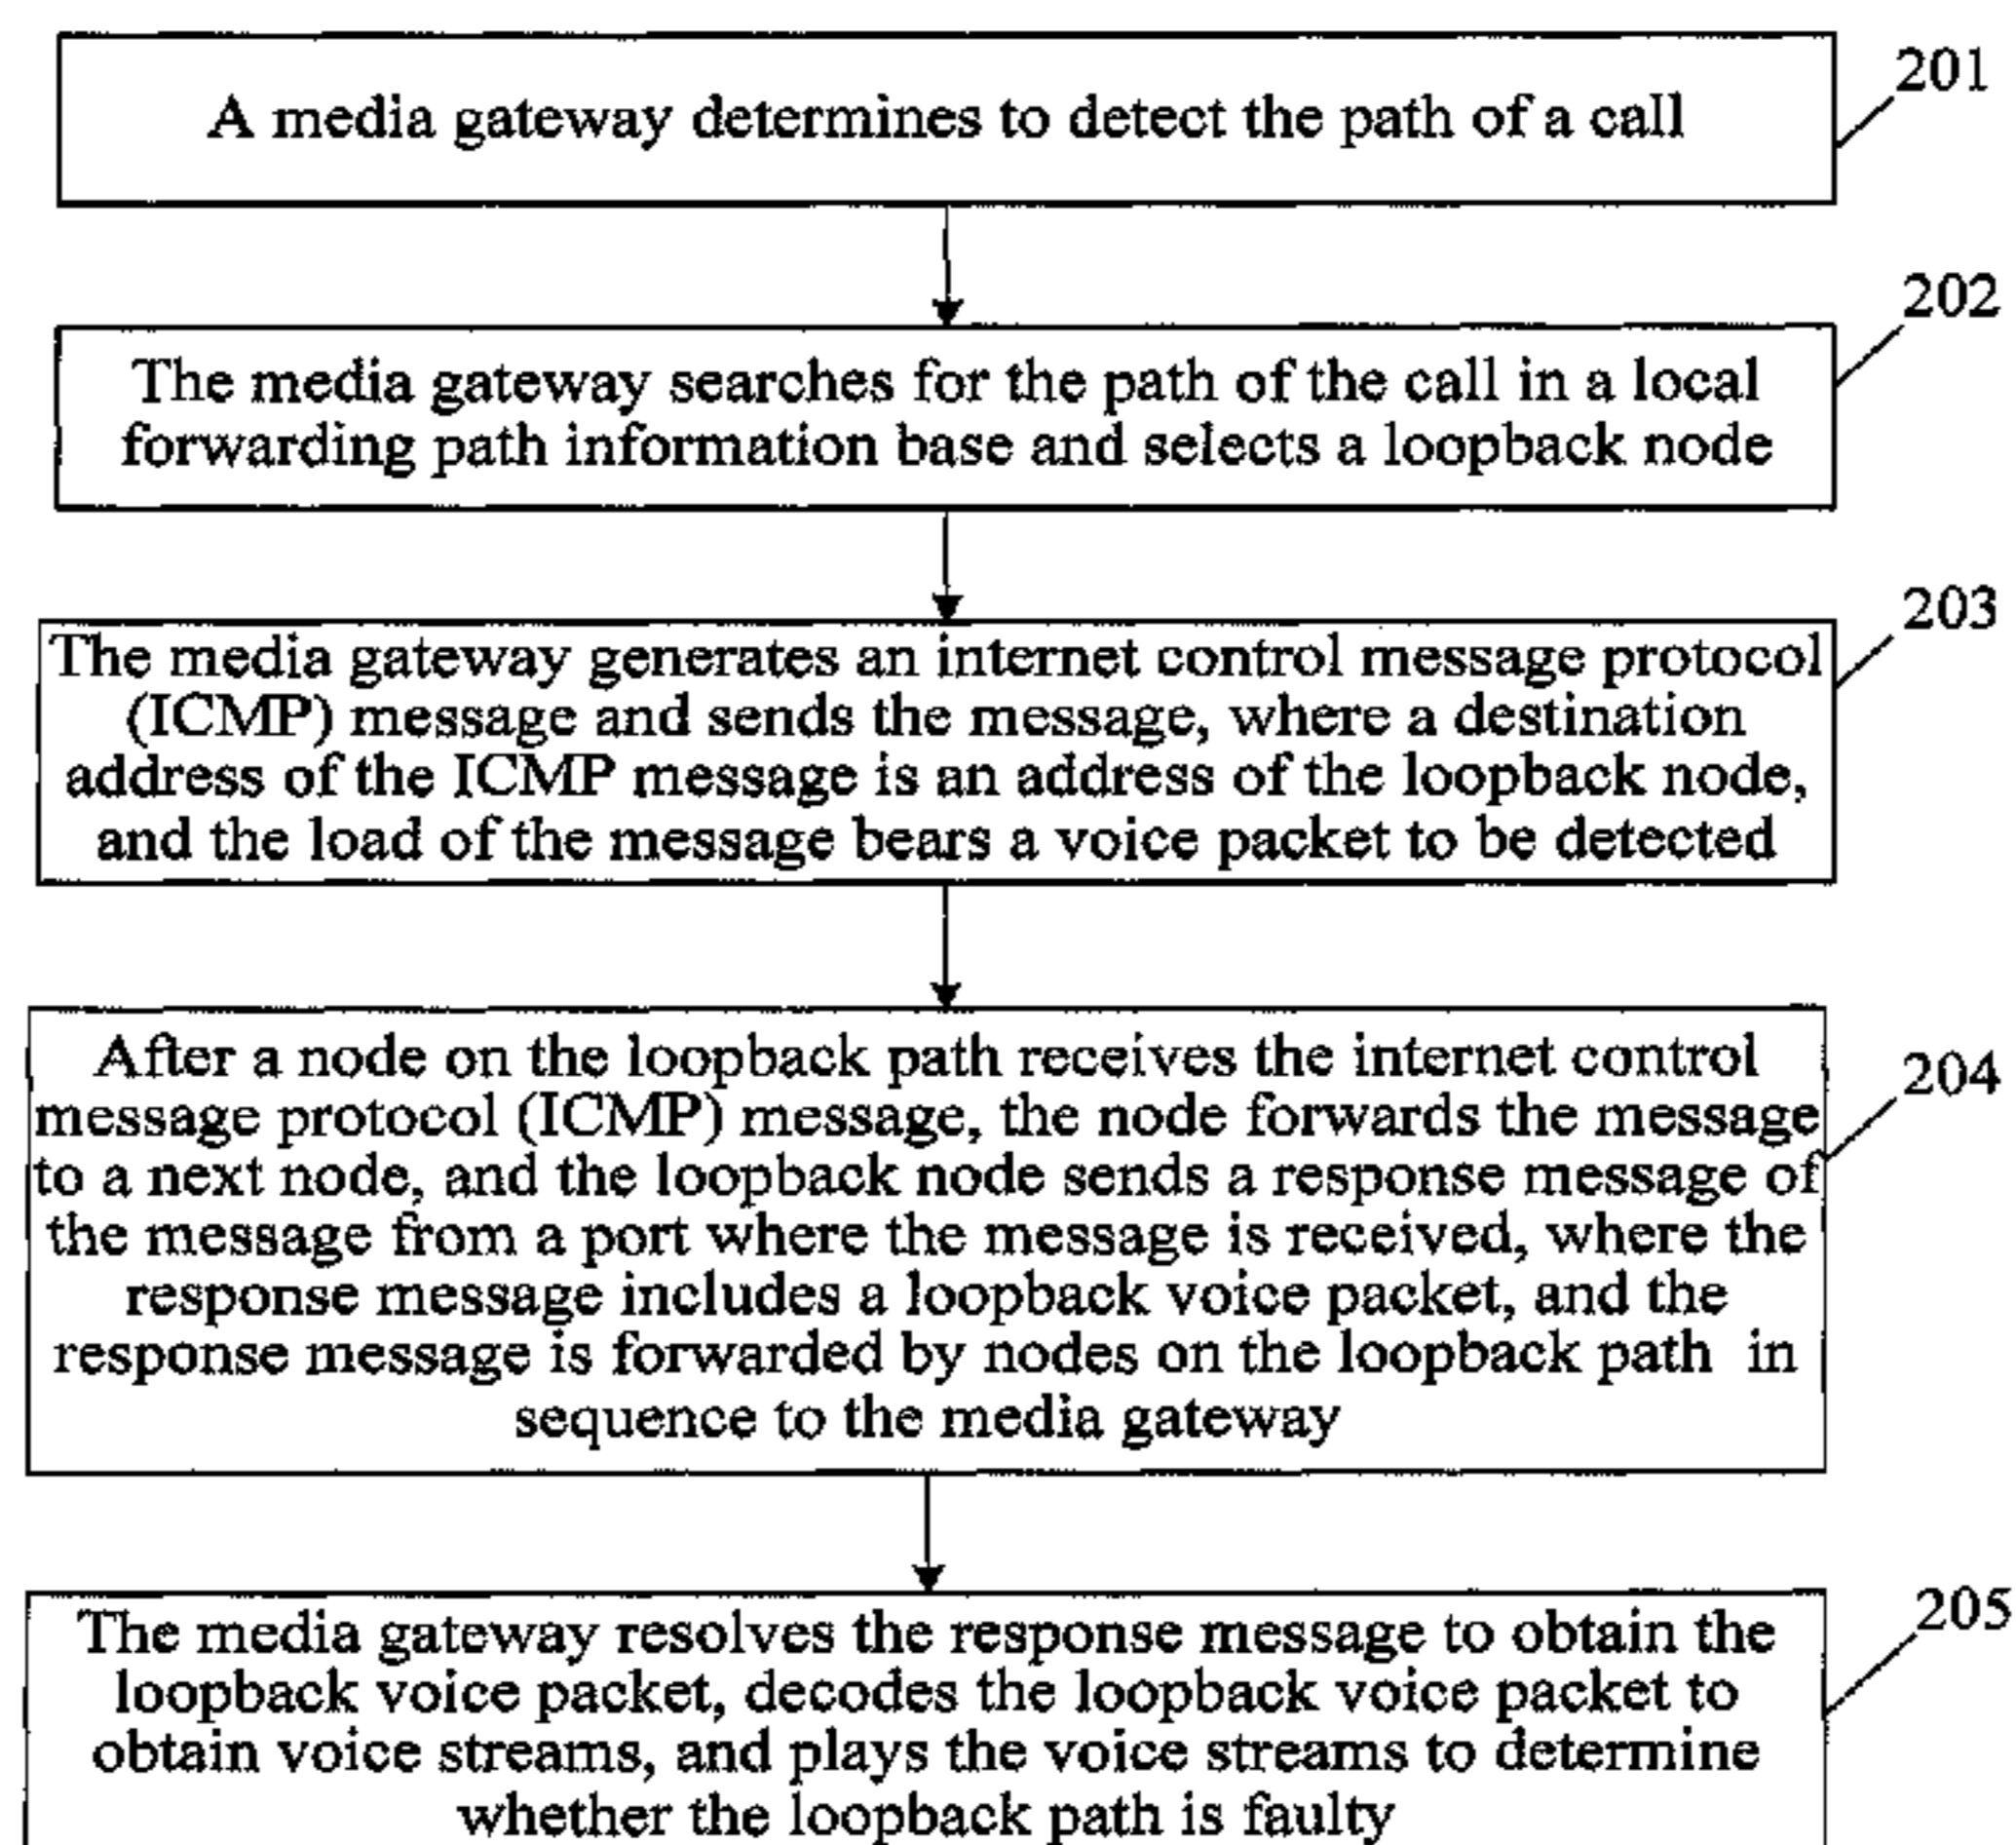 A media gateway determines to detect the path of a call
201
The media gateway searches for the path of the call in a local
forwarding path information base and selects a loopback node
202
The media gateway generates an internet control message protocol
(ICMP) message and sends the message, where a destination
address of the ICMP message is an address of the loopback node,
and the load of the message bears a voice packet to be detected
203
After a node on the loopback path receives the internet control
message protocol (ICMP) message, the node forwards the message
to a next node, and the loopback node sends a response message of
the message from a port where the message is received, where the
response message includes a loopback voice packet, and the
response message is forwarded by nodes on the loopback path in
sequence to the media gateway
204
The media gateway resolves the response message to obtain the
loopback voice packet, decodes the loopback voice packet to
obtain voice streams, and plays the voice streams to determine
whether the loopback path is faulty
205